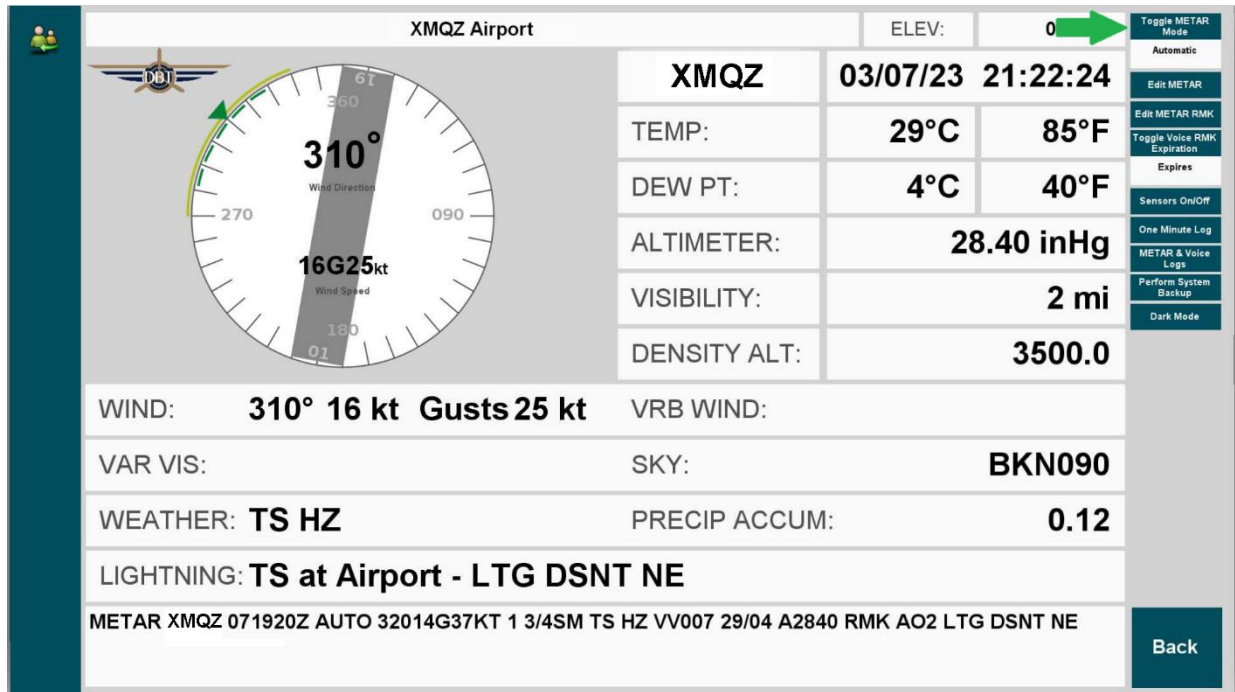 XMQZ Airport
ELEV:
0
Toggle METAR
Mode
Automatic
Edit METAR
Edit METAR RMK
Toggle Voice RMK
Expiration
Expires
Sensors On/Off
One Minute Log
METAR & Voice
Logs
Perform System
Backup
Dark Mode
Back
DBT
19
360
310°
Wind Direction
270
090
16G25kt
Wind Speed
180
01
XMQZ 03/07/23 21:22:24
TEMP: 29°C 85°F
DEW PT: 4°C 40°F
ALTIMETER: 28.40 inHg
VISIBILITY: 2 mi
DENSITY ALT: 3500.0
WIND: 310° 16 kt Gusts 25 kt
VRB WIND:
VAR VIS:
SKY: BKN090
WEATHER: TS HZ
PRECIP ACCUM: 0.12
LIGHTNING: TS at Airport - LTG DSNT NE
METAR XMQZ 071920Z AUTO 32014G37KT 1 3/4SM TS HZ VV007 29/04 A2840 RMK AO2 LTG DSNT NE